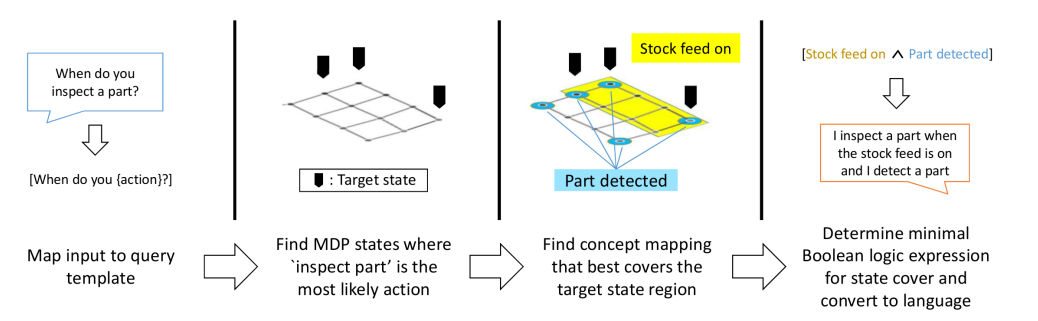 When do you
inspect a part?
[When do you {action}?]
Map input to query
template
: Target state
Find MDP states where
`inspect part' is the
most likely action
Stock feed on
Part detected
Find concept mapping
that best covers the
target state region
[Stock feed on ∧ Part detected]
I inspect a part when
the stock feed is on
and I detect a part
Determine minimal
Boolean logic expression
for state cover and
convert to language